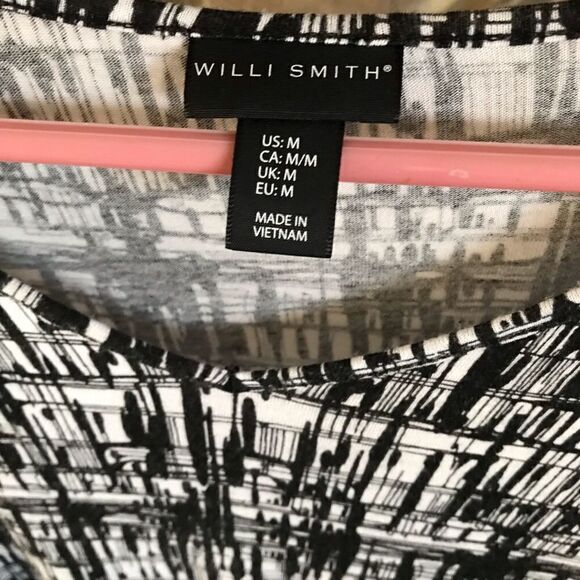 WILLI SMITH®
US: M
CA: M/M
UK: M
EU: M
MADE IN
VIETNAM